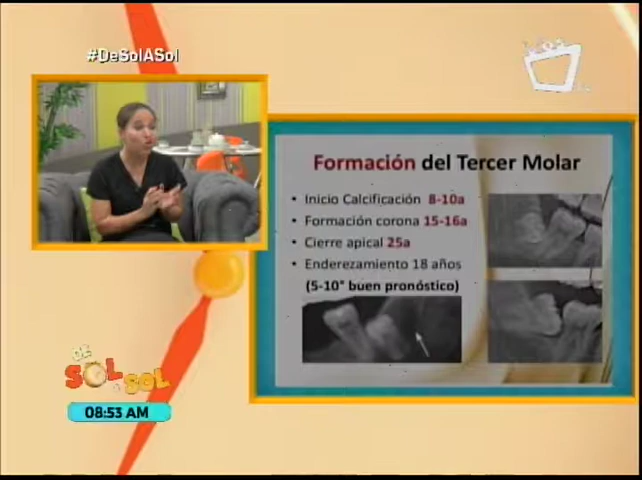 #DeSolASol
Formación del Tercer Molar
• Inicio Calcificación 8-10a
• Formación corona 15-16a
• Cierre apical 25a
• Enderezamiento 18 años
(5-10° buen pronóstico)
DE
SOL
a SOL
08:53 AM